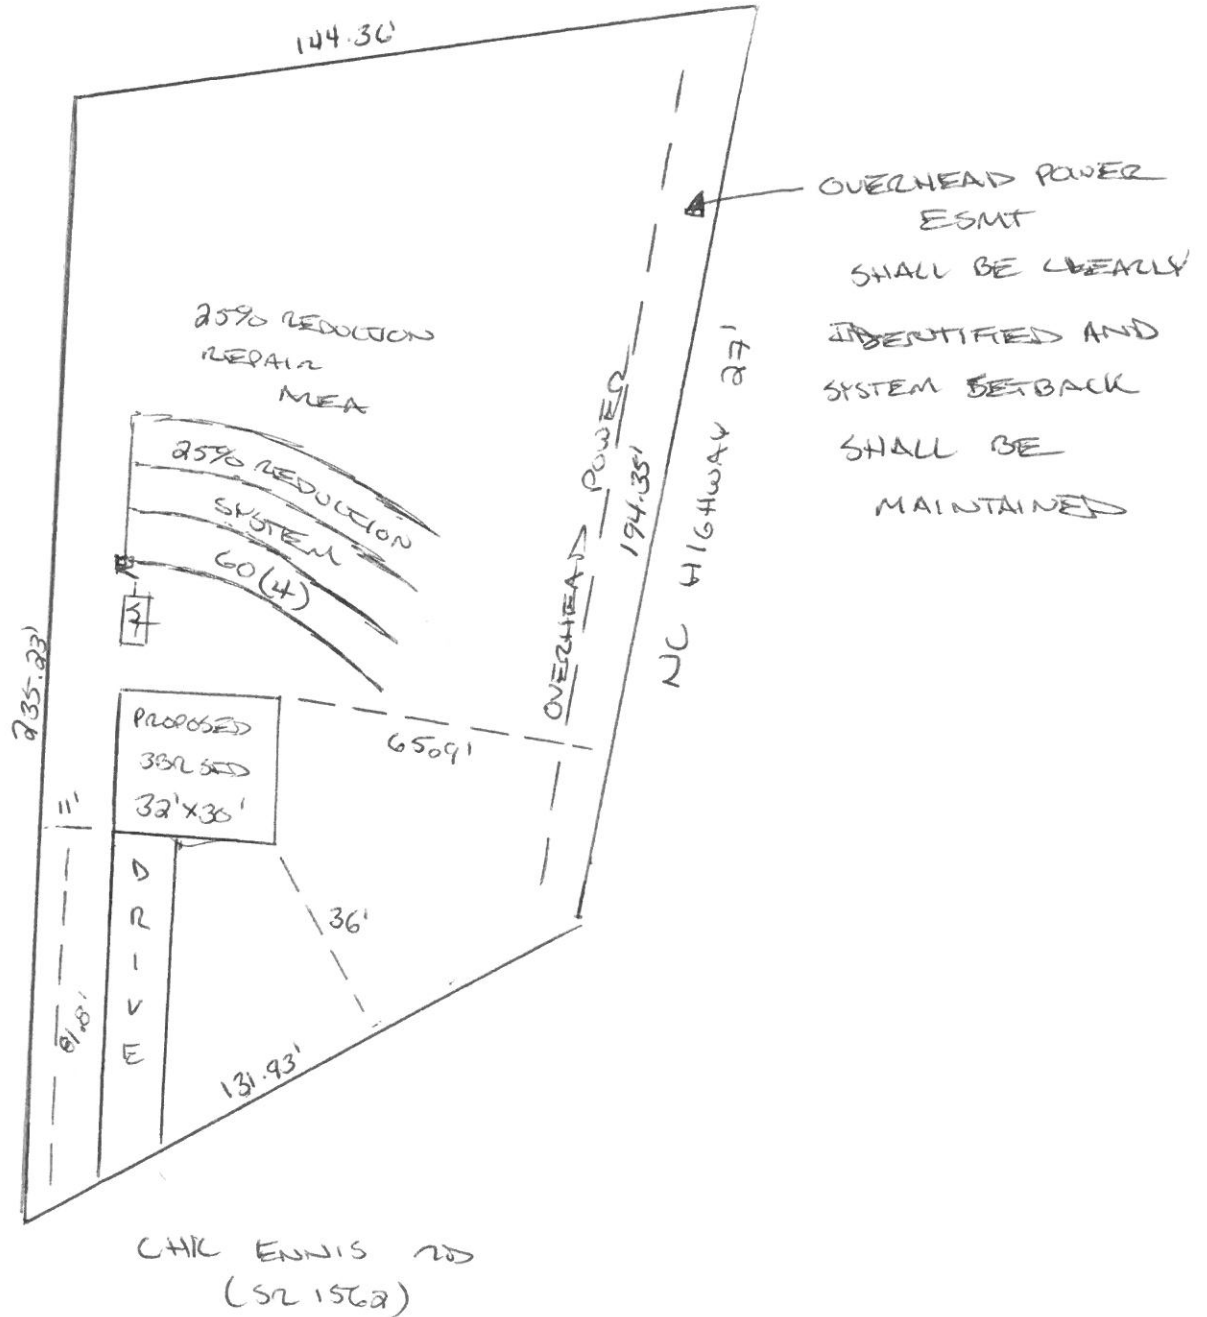 144.36'
OVERHEAD POWER
ESMT
SHALL BE CLEARLY
IDENTIFIED AND
SYSTEM SETBACK
SHALL BE
MAINTAINED
25% REDUCTION
REPAIR
AREA
25% REDUCTION
SYSTEM
60(4)
OVERHEAD POWER
194.35'
NC HIGHWAY 27'
235.23'
PROPOSED
3BR SFD
32'X30'
65.09'
11'
DRIVE
36'
61.8'
131.93'
CHIC ENNIS RD
(SR 1562)